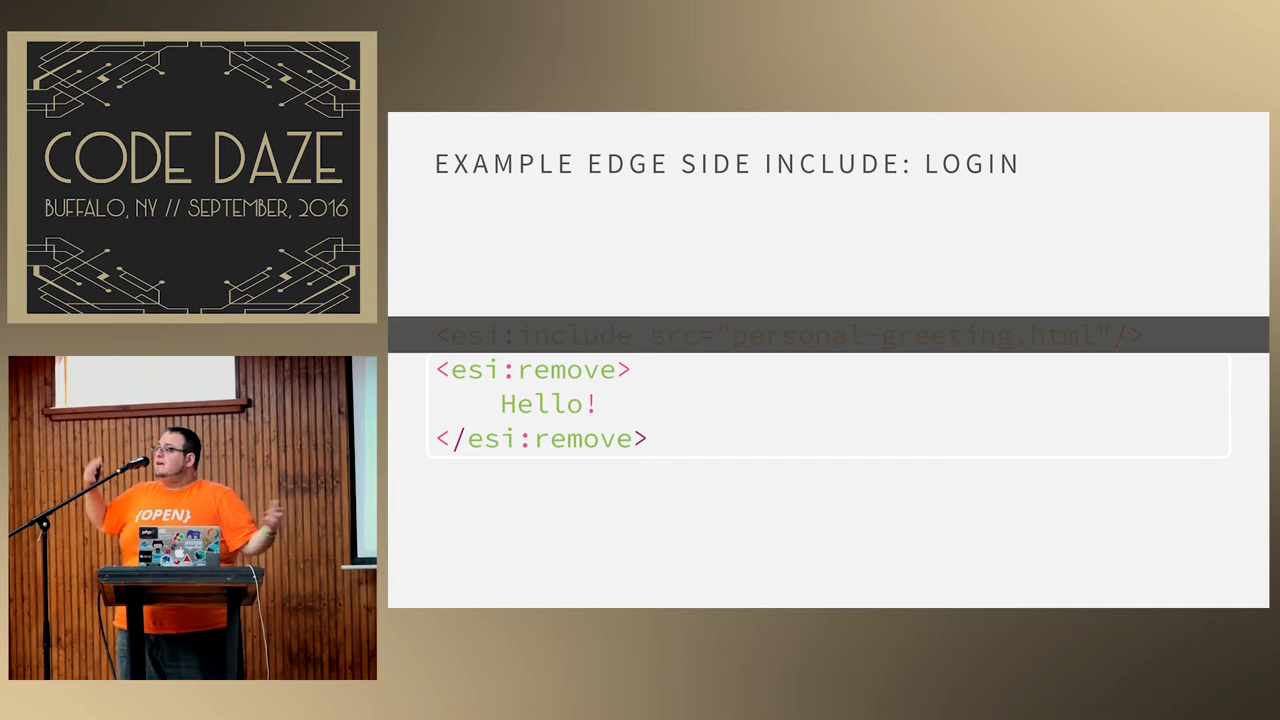 CODE DAZE
BUFFALO, NY // SEPTEMBER, 2016
EXAMPLE EDGE SIDE INCLUDE: LOGIN
<esi:include src="personal-greeting.html"/>
<esi:remove>
Hello!
</esi:remove>
{OPEN}
php